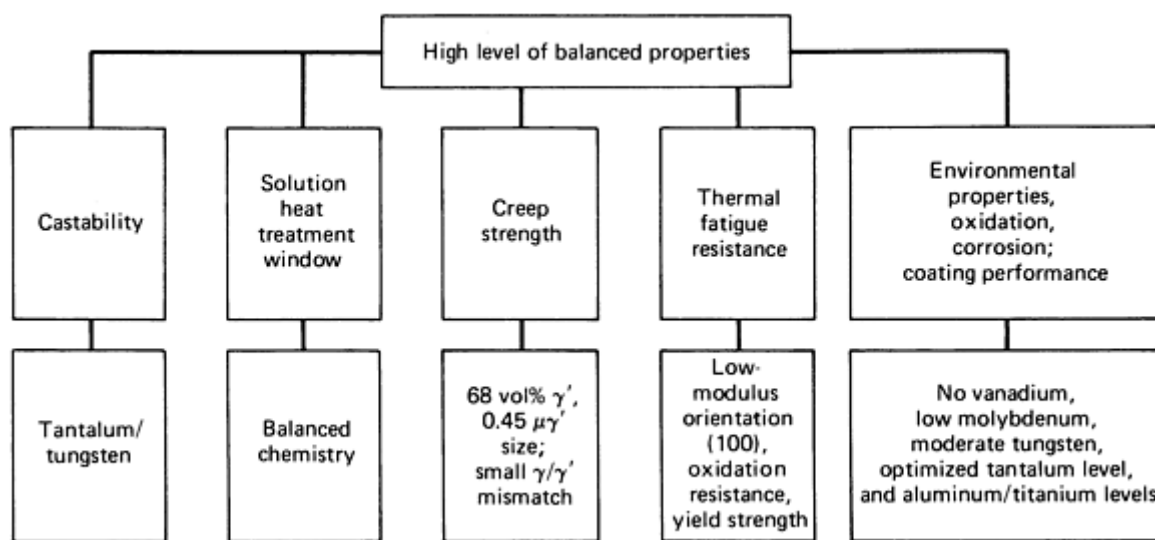 High level of balanced properties
Castability
Solution
heat
treatment
window
Creep
strength
Thermal
fatigue
resistance
Environmental
properties,
oxidation,
corrosion;
coating performance
Tantalum/
tungsten
Balanced
chemistry
68 vol% γ′,
0.45 μγ′
size;
small γ/γ′
mismatch
Low-
modulus
orientation
(100),
oxidation
resistance,
yield strength
No vanadium,
low molybdenum,
moderate tungsten,
optimized tantalum level,
and aluminum/titanium levels